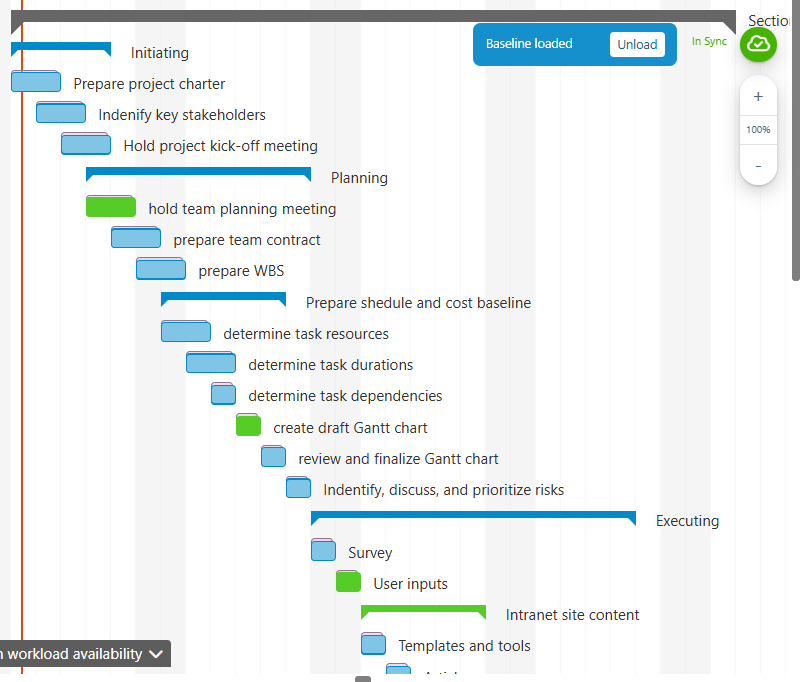 Sectio
Baseline loaded
Unload
In Sync
Initiating
Prepare project charter
Indenify key stakeholders
+
100%
-
Hold project kick-off meeting
Planning
hold team planning meeting
prepare team contract
prepare WBS
Prepare shedule and cost baseline
determine task resources
determine task durations
determine task dependencies
create draft Gantt chart
review and finalize Gantt chart
Indentify, discuss, and prioritize risks
Executing
Survey
User inputs
Intranet site content
Templates and tools
n workload availability